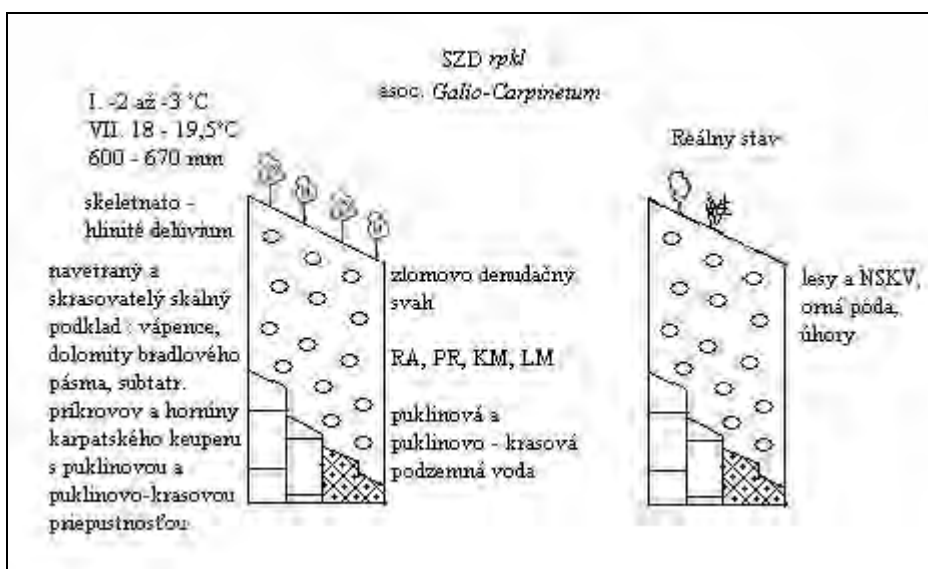 SZD rpkl
asoc. Galio-Carpinetum
I. -2 až -3 °C
VII. 18 - 19,5°C
600 - 670 mm
skeletnato -
hlinité delúvium
navetraný a
skrasovatelý skalný
podklad : vápence,
dolomity bradlového
pásma, subtatr.
príkrovov a horniny
karpatského keuperu
s puklinovou a
puklinovo-krasovou
priepustnosťou
zlomovo denudačný
svah
RA, PR, KM, LM
puklinová a
puklinovo - krasová
podzemná voda
Reálny stav
lesy a NSKV,
orná pôda,
úhory